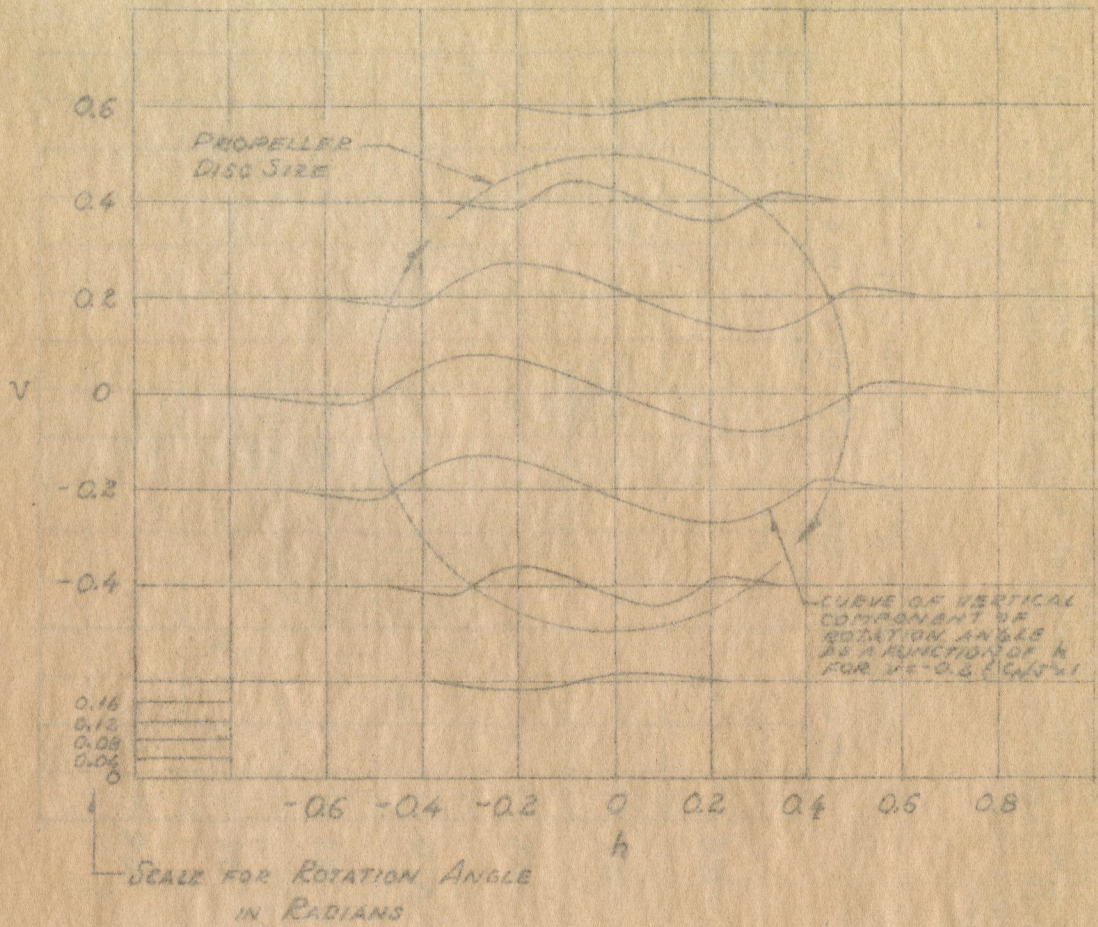 0.6
PROPELLER
DISC SIZE
0.4
0.2
V 0
-0.2
-0.4
CURVE OF VERTICAL
COMPONENT OF
ROTATION ANGLE
AS A FUNCTION OF h
FOR
0.16
0.12
0.08
0.04
0
-0.6 -0.4 -0.2 0 0.2 0.4 0.6 0.8
h
SCALE FOR ROTATION ANGLE
IN RADIANS